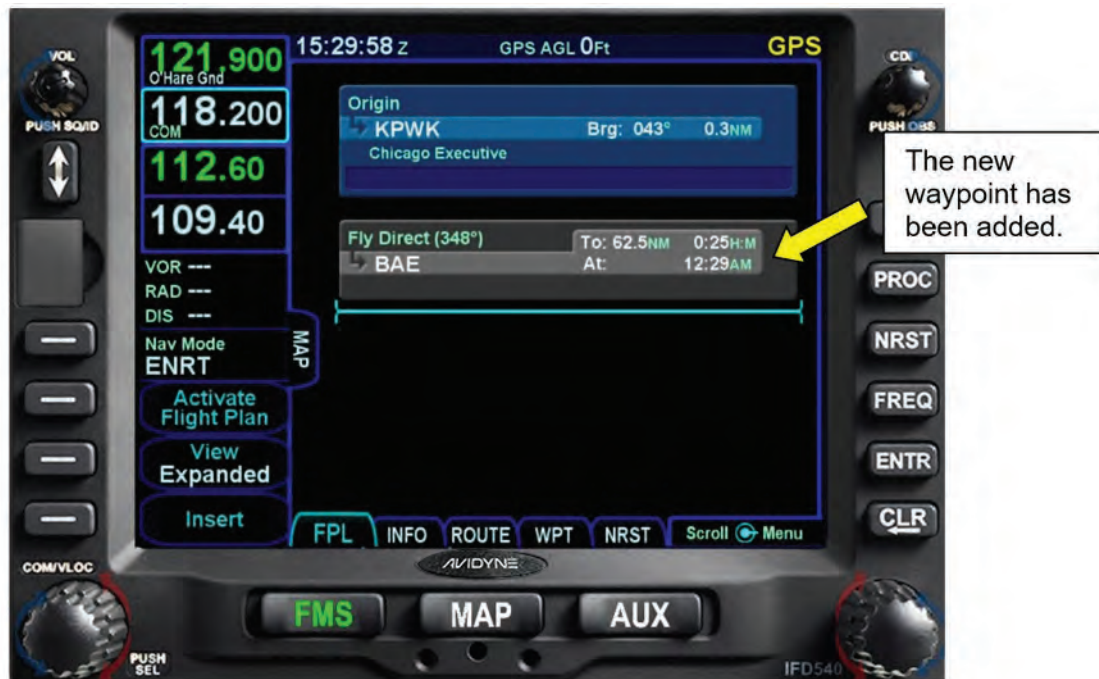 VOL
PUSH SQ/ID
121.900
O'Hare Gnd
118.200
COM
112.60
109.40
VOR ---
RAD ---
DIS ---
Nav Mode
ENRT
Activate
Flight Plan
View
Expanded
Insert
15:29:58 Z GPS AGL 0Ft GPS
MAP
Origin
KPWK Brg: 043° 0.3NM
Chicago Executive
Fly Direct (348°) To: 62.5NM 0:25H:M
BAE At: 12:29AM
FPL INFO ROUTE WPT NRST Scroll Menu
CDI
PUSH OBS
The new
waypoint has
been added.
PROC
NRST
FREQ
ENTR
CLR
COM/VLOC
PUSH
SEL
AVIDYNE
FMS MAP AUX
IFD540